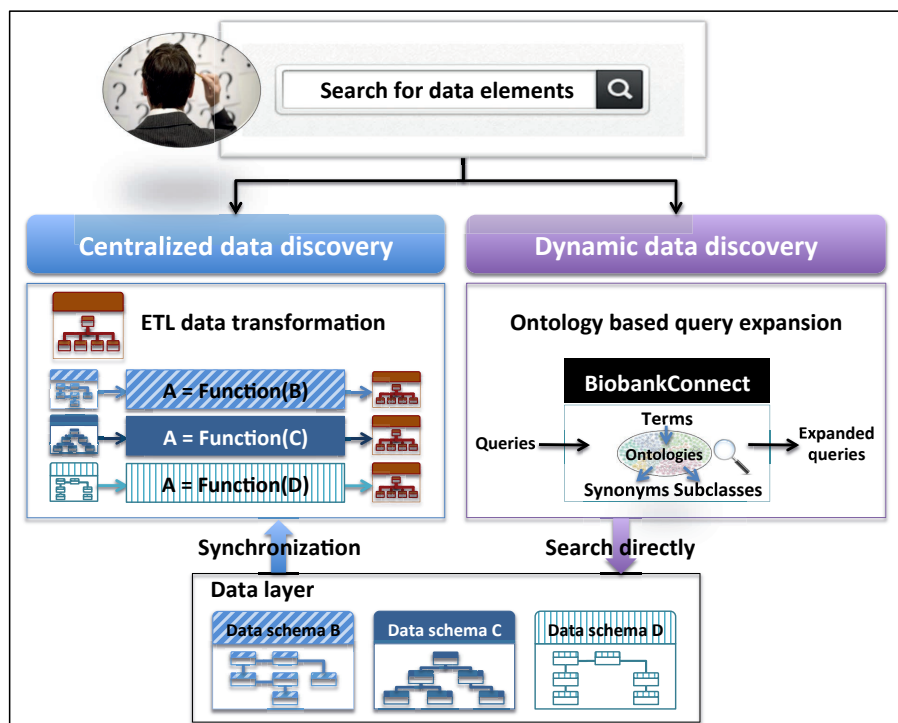 Search for data elements
Centralized data discovery
Dynamic data discovery
ETL data transformation
A = Function(B)
A = Function(C)
A = Function(D)
Ontology based query expansion
BiobankConnect
Terms
Queries
Ontologies
Expanded
queries
Synonyms Subclasses
Synchronization
Search directly
Data layer
Data schema B
Data schema C
Data schema D